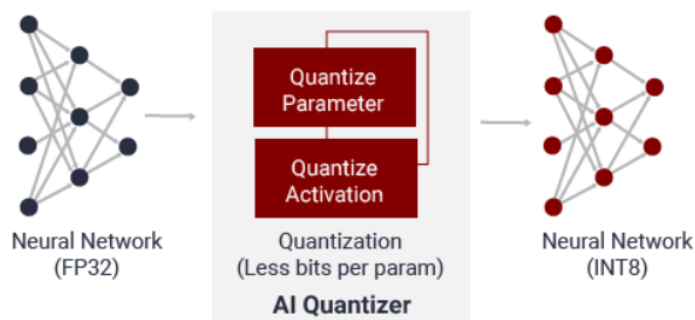 Quantize
Parameter
Quantize
Activation
Neural Network
(FP32)
Quantization
(Less bits per param)
AI Quantizer
Neural Network
(INT8)